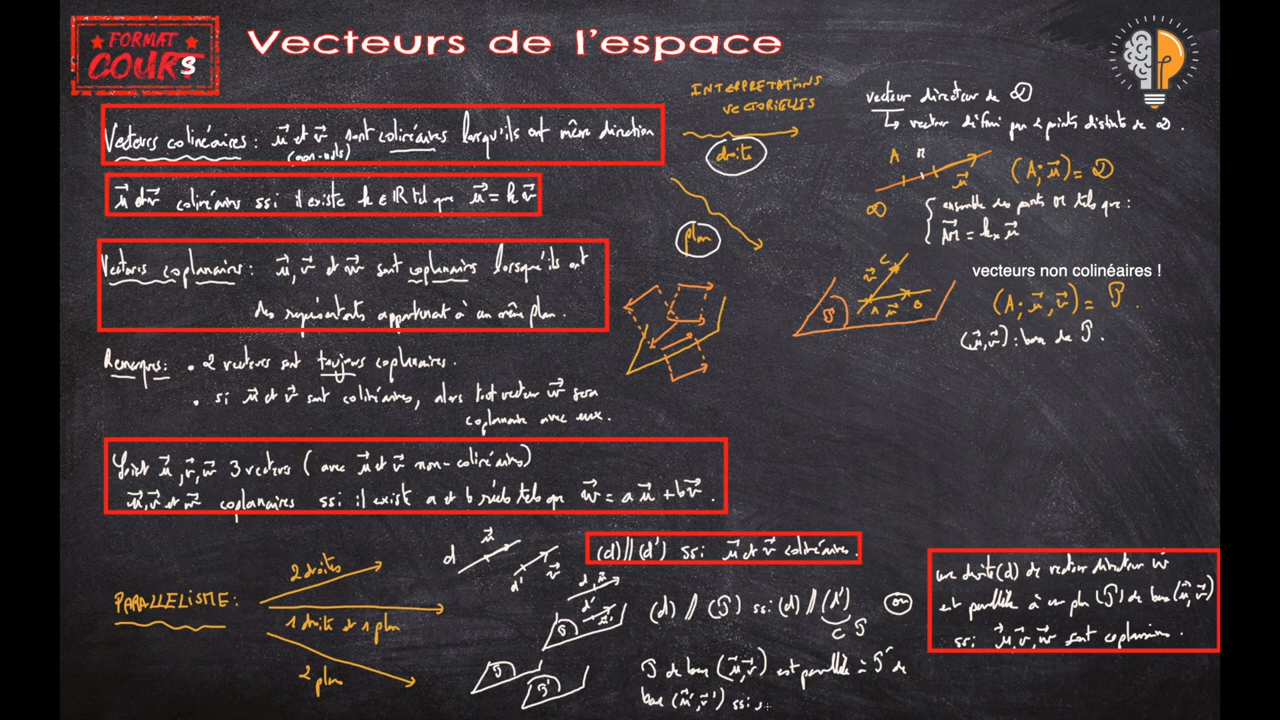 FORMAT
COURS
Vecteurs de l'espace
Vecteurs colinéaires : u⃗ et v⃗ sont colinéaires lorsqu'ils ont même direction
(non-nuls)
u⃗ et v⃗ colinéaires ssi il existe k ∈ ℝ tel que u⃗ = k v⃗
Vecteurs coplanaires : u⃗, v⃗ et w⃗ sont coplanaires lorsqu'ils ont
des représentants appartenant à un même plan.
Remarques : • 2 vecteurs sont toujours coplanaires.
• si u⃗ et v⃗ sont colinéaires, alors tout vecteur w⃗ sera
coplanaire avec eux.
Soient u⃗, v⃗, w⃗ 3 vecteurs (avec u⃗ et v⃗ non-colinéaires)
u⃗, v⃗ et w⃗ coplanaires ssi il existe a et b réels tels que w⃗ = a u⃗ + b v⃗.
INTERPRETATIONS
VECTORIELLES
droite
plan
vecteur directeur de D
↳ vecteur défini par 2 points distincts de D.
A M
u⃗
(A; u⃗) = D
D
{ ensemble des points M tels que :
AM⃗ = k × u⃗
C
v⃗
A u⃗ B
P
vecteurs non colinéaires !
(A; u⃗, v⃗) = P.
(u⃗, v⃗) : base de P.
PARALLELISME :
2 droites
1 droite et 1 plan
2 plan
d u⃗
d' v⃗
(d) // (d') ssi u⃗ et v⃗ colinéaires.
d
d'
P
(d) // (P) ssi (d) // (d')
⊂ P
ou
une droite (d) de vecteur directeur w⃗
est parallèle à un plan (P) de base (u⃗, v⃗)
ssi u⃗, v⃗, w⃗ sont coplanaires.
P
P'
P de base (u⃗, v⃗) est parallèle à P' de
base (u⃗', v⃗') ssi